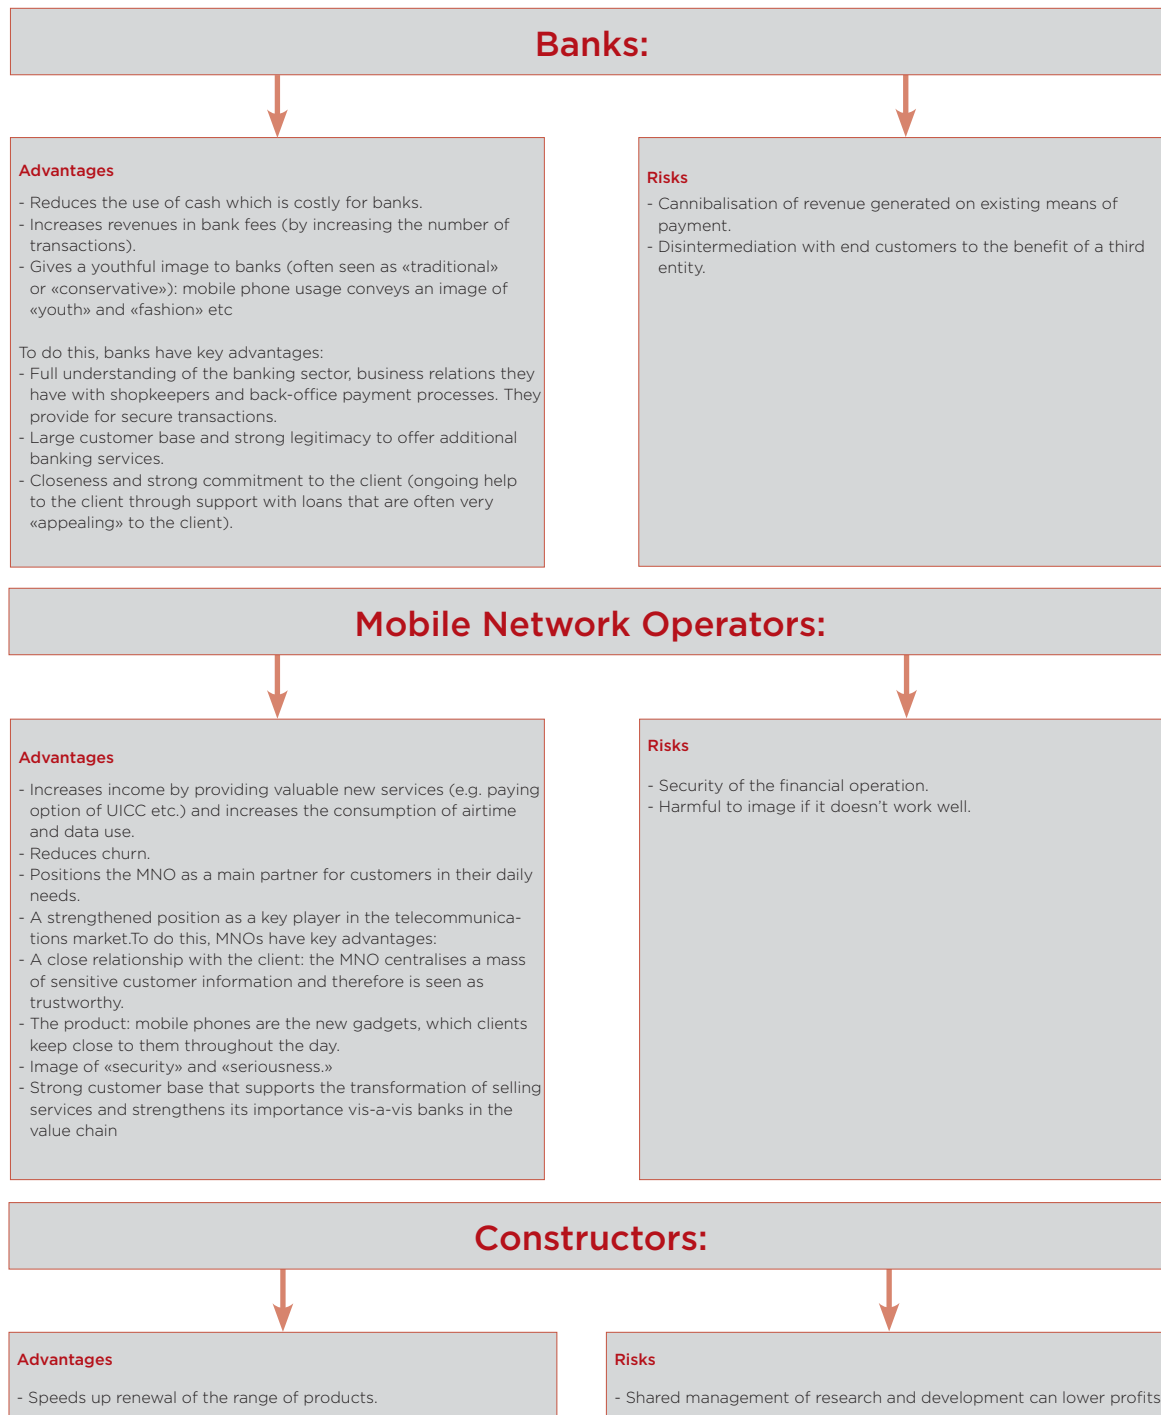 Banks:
Advantages
- Reduces the use of cash which is costly for banks.
- Increases revenues in bank fees (by increasing the number of
transactions).
- Gives a youthful image to banks (often seen as «traditional»
or «conservative»): mobile phone usage conveys an image of
«youth» and «fashion» etc
To do this, banks have key advantages:
- Full understanding of the banking sector, business relations they
have with shopkeepers and back-office payment processes. They
provide for secure transactions.
- Large customer base and strong legitimacy to offer additional
banking services.
- Closeness and strong commitment to the client (ongoing help
to the client through support with loans that are often very
«appealing» to the client).
Risks
- Cannibalisation of revenue generated on existing means of
payment.
- Disintermediation with end customers to the benefit of a third
entity.
Mobile Network Operators:
Advantages
- Increases income by providing valuable new services (e.g. paying
option of UICC etc.) and increases the consumption of airtime
and data use.
- Reduces churn.
- Positions the MNO as a main partner for customers in their daily
needs.
- A strengthened position as a key player in the telecommunica-
tions market.To do this, MNOs have key advantages:
- A close relationship with the client: the MNO centralises a mass
of sensitive customer information and therefore is seen as
trustworthy.
- The product: mobile phones are the new gadgets, which clients
keep close to them throughout the day.
- Image of «security» and «seriousness.»
- Strong customer base that supports the transformation of selling
services and strengthens its importance vis-a-vis banks in the
value chain
Risks
- Security of the financial operation.
- Harmful to image if it doesn’t work well.
Constructors:
Advantages
- Speeds up renewal of the range of products.
Risks
- Shared management of research and development can lower profits